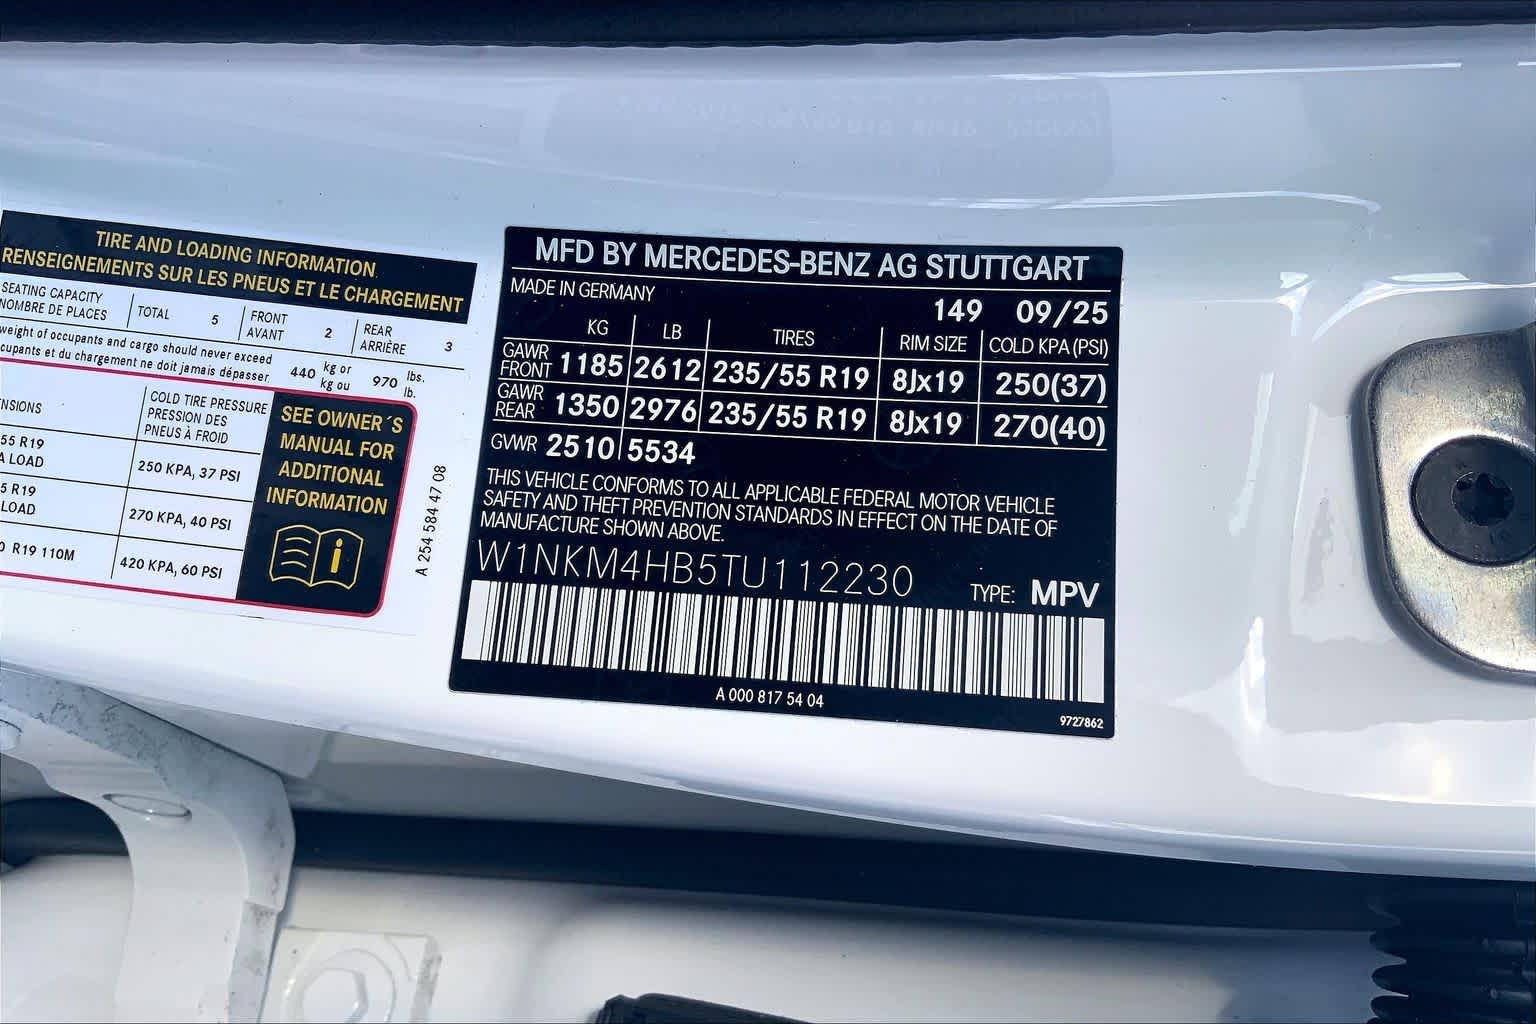 TIRE AND LOADING INFORMATION
RENSEIGNEMENTS SUR LES PNEUS ET LE CHARGEMENT
SEATING CAPACITY
NOMBRE DE PLACES
TOTAL 5
FRONT
AVANT 2
REAR
ARRIÈRE 3
weight of occupants and cargo should never exceed
cupants et du chargement ne doit jamais dépasser
440 kg or
kg ou
970 lbs.
lb.
COLD TIRE PRESSURE
PRESSION DES
PNEUS À FROID
55 R19
LOAD
250 KPA, 37 PSI
5 R19
LOAD
270 KPA, 40 PSI
R19 110M
420 KPA, 60 PSI
SEE OWNER´S
MANUAL FOR
ADDITIONAL
INFORMATION
A 254 584 47 08
MFD BY MERCEDES-BENZ AG STUTTGART
MADE IN GERMANY
149 09/25
KG LB TIRES RIM SIZE COLD KPA (PSI)
GAWR
FRONT 1185 2612 235/55 R19 8Jx19 250(37)
GAWR
REAR 1350 2976 235/55 R19 8Jx19 270(40)
GVWR 2510 5534
THIS VEHICLE CONFORMS TO ALL APPLICABLE FEDERAL MOTOR VEHICLE
SAFETY AND THEFT PREVENTION STANDARDS IN EFFECT ON THE DATE OF
MANUFACTURE SHOWN ABOVE.
W1NKM4HB5TU112230
TYPE: MPV
A 000 817 54 04
9727862